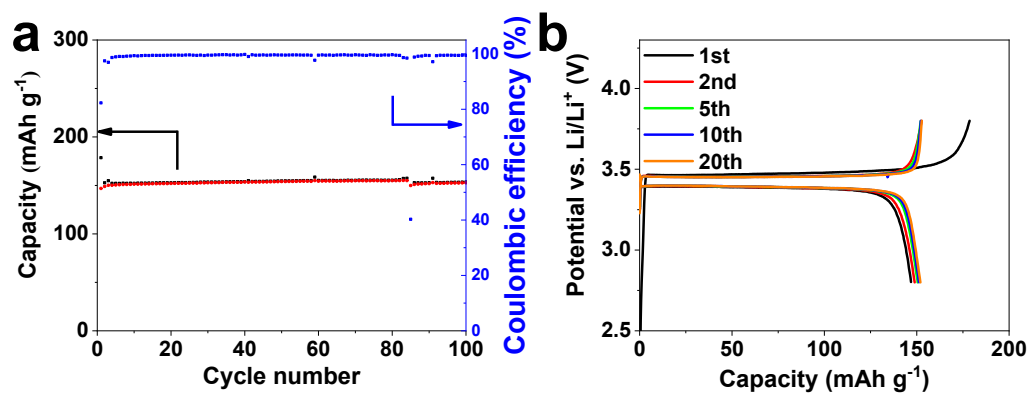 a
300
200
100
0
Capacity (mAh g⁻¹)
0 20 40 60 80 100
Cycle number
100
80
60
40
20
0
Coulombic efficiency (%)
b
1st
2nd
5th
10th
20th
4.0
3.5
3.0
2.5
Potential vs. Li/Li⁺ (V)
0 50 100 150 200
Capacity (mAh g⁻¹)